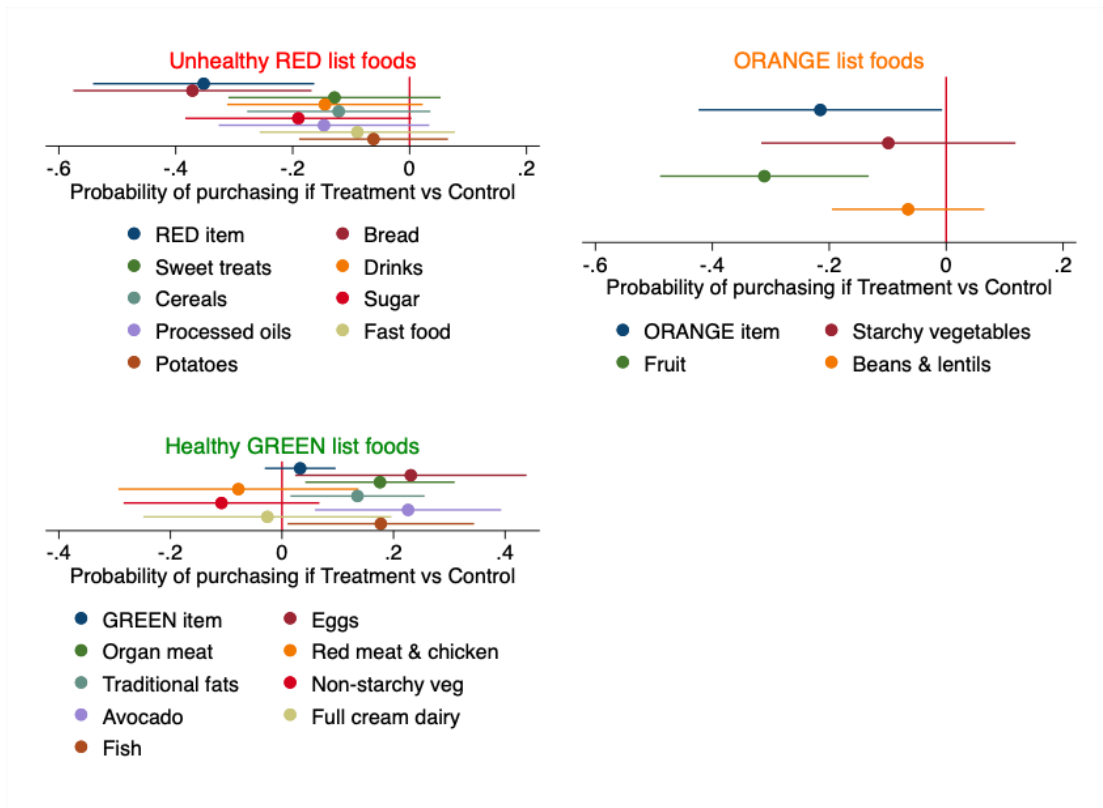 Unhealthy RED list foods
-.6 -.4 -.2 0 .2
Probability of purchasing if Treatment vs Control
RED item Bread
Sweet treats Drinks
Cereals Sugar
Processed oils Fast food
Potatoes
ORANGE list foods
-.6 -.4 -.2 0 .2
Probability of purchasing if Treatment vs Control
ORANGE item Starchy vegetables
Fruit Beans & lentils
Healthy GREEN list foods
-.4 -.2 0 .2 .4
Probability of purchasing if Treatment vs Control
GREEN item Eggs
Organ meat Red meat & chicken
Traditional fats Non-starchy veg
Avocado Full cream dairy
Fish